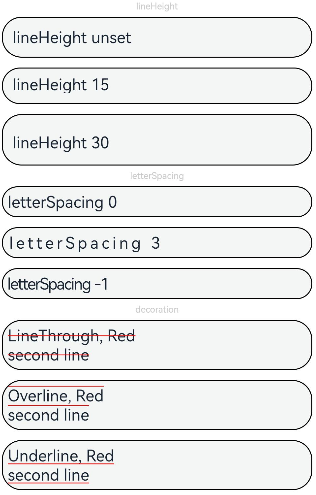 lineHeight
lineHeight unset
lineHeight 15
lineHeight 30
letterSpacing
letterSpacing 0
letterSpacing 3
letterSpacing -1
decoration
LineThrough, Red
second line
Overline, Red
second line
Underline, Red
second line